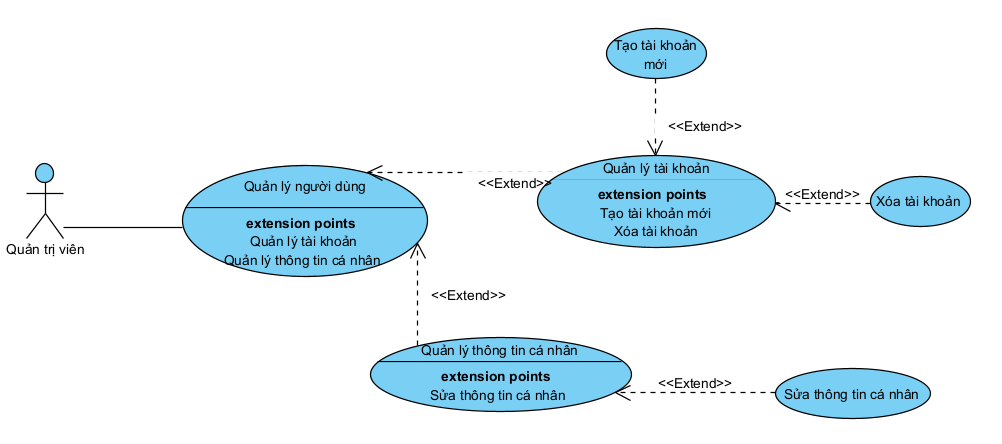 Tạo tài khoản
mới
<<Extend>>
Quản lý tài khoản
extension points
Tạo tài khoản mới
Xóa tài khoản
<<Extend>>
Xóa tài khoản
<<Extend>>
Quản lý người dùng
extension points
Quản lý tài khoản
Quản lý thông tin cá nhân
Quản trị viên
<<Extend>>
Quản lý thông tin cá nhân
extension points
Sửa thông tin cá nhân
<<Extend>>
Sửa thông tin cá nhân